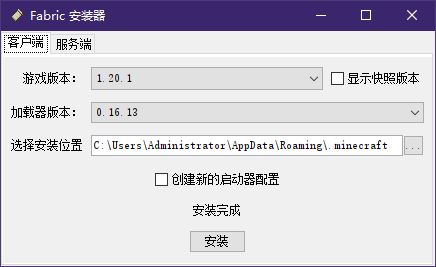 Fabric 安装器
客户端 服务端
游戏版本： 1.20.1 显示快照版本
加载器版本： 0.16.13
选择安装位置 C:\Users\Administrator\AppData\Roaming\.minecraft ...
创建新的启动器配置
安装完成
安装